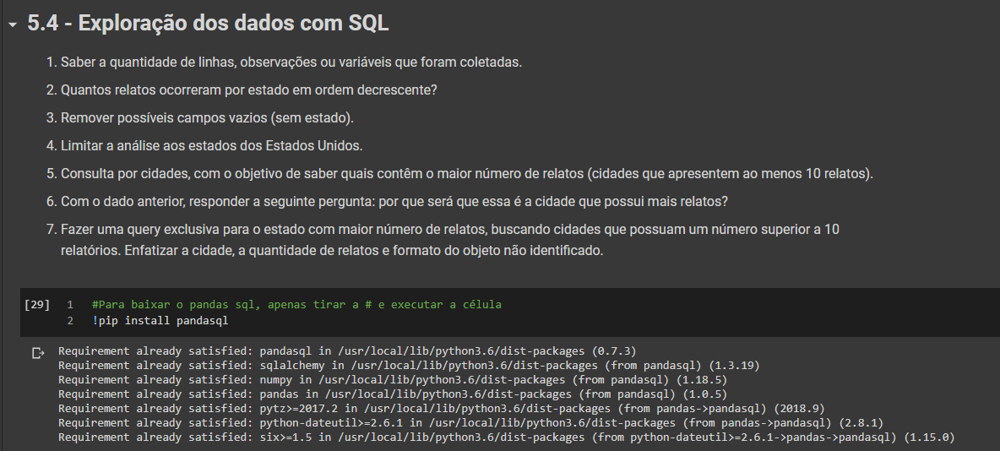 5.4 - Exploração dos dados com SQL
1. Saber a quantidade de linhas, observações ou variáveis que foram coletadas.
2. Quantos relatos ocorreram por estado em ordem decrescente?
3. Remover possíveis campos vazios (sem estado).
4. Limitar a análise aos estados dos Estados Unidos.
5. Consulta por cidades, com o objetivo de saber quais contêm o maior número de relatos (cidades que apresentem ao menos 10 relatos).
6. Com o dado anterior, responder a seguinte pergunta: por que será que essa é a cidade que possui mais relatos?
7. Fazer uma query exclusiva para o estado com maior número de relatos, buscando cidades que possuam um número superior a 10
relatórios. Enfatizar a cidade, a quantidade de relatos e formato do objeto não identificado.
[29] 1 #Para baixar o pandas sql, apenas tirar a # e executar a célula
2 !pip install pandasql
Requirement already satisfied: pandasql in /usr/local/lib/python3.6/dist-packages (0.7.3)
Requirement already satisfied: sqlalchemy in /usr/local/lib/python3.6/dist-packages (from pandasql) (1.3.19)
Requirement already satisfied: numpy in /usr/local/lib/python3.6/dist-packages (from pandasql) (1.18.5)
Requirement already satisfied: pandas in /usr/local/lib/python3.6/dist-packages (from pandasql) (1.0.5)
Requirement already satisfied: pytz>=2017.2 in /usr/local/lib/python3.6/dist-packages (from pandas->pandasql) (2018.9)
Requirement already satisfied: python-dateutil>=2.6.1 in /usr/local/lib/python3.6/dist-packages (from pandas->pandasql) (2.8.1)
Requirement already satisfied: six>=1.5 in /usr/local/lib/python3.6/dist-packages (from python-dateutil>=2.6.1->pandas->pandasql) (1.15.0)